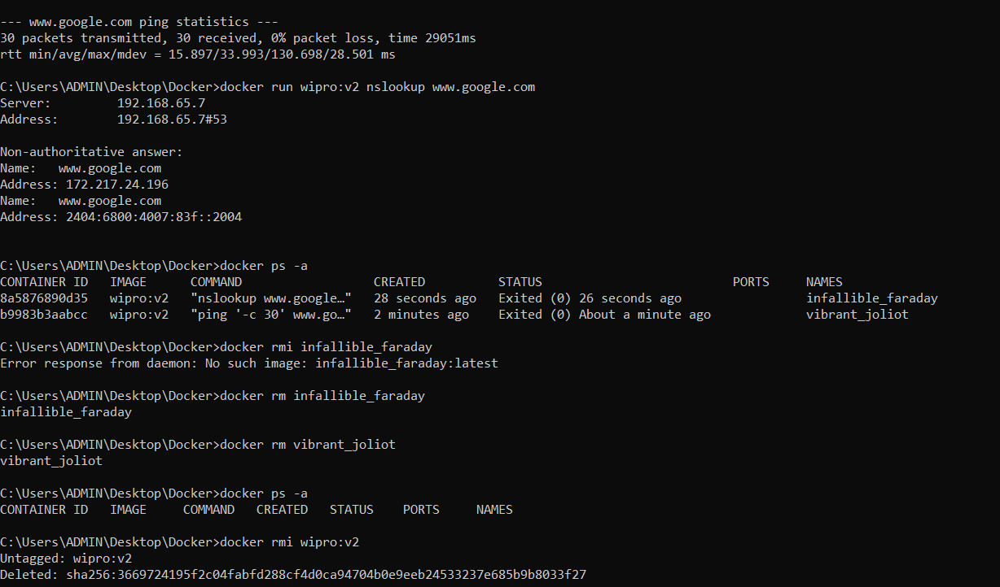 --- www.google.com ping statistics ---
30 packets transmitted, 30 received, 0% packet loss, time 29051ms
rtt min/avg/max/mdev = 15.897/33.993/130.698/28.501 ms
C:\Users\ADMIN\Desktop\Docker>docker run wipro:v2 nslookup www.google.com
Server:         192.168.65.7
Address:        192.168.65.7#53
Non-authoritative answer:
Name:   www.google.com
Address: 172.217.24.196
Name:   www.google.com
Address: 2404:6800:4007:83f::2004
C:\Users\ADMIN\Desktop\Docker>docker ps -a
CONTAINER ID   IMAGE      COMMAND                  CREATED          STATUS                          PORTS     NAMES
8a5876890d35   wipro:v2   "nslookup www.google…"   28 seconds ago   Exited (0) 26 seconds ago                 infallible_faraday
b9983b3aabcc   wipro:v2   "ping '-c 30' www.go…"   2 minutes ago    Exited (0) About a minute ago             vibrant_joliot
C:\Users\ADMIN\Desktop\Docker>docker rmi infallible_faraday
Error response from daemon: No such image: infallible_faraday:latest
C:\Users\ADMIN\Desktop\Docker>docker rm infallible_faraday
infallible_faraday
C:\Users\ADMIN\Desktop\Docker>docker rm vibrant_joliot
vibrant_joliot
C:\Users\ADMIN\Desktop\Docker>docker ps -a
CONTAINER ID   IMAGE     COMMAND   CREATED   STATUS    PORTS     NAMES
C:\Users\ADMIN\Desktop\Docker>docker rmi wipro:v2
Untagged: wipro:v2
Deleted: sha256:3669724195f2c04fabfd288cf4d0ca94704b0e9eeb24533237e685b9b8033f27